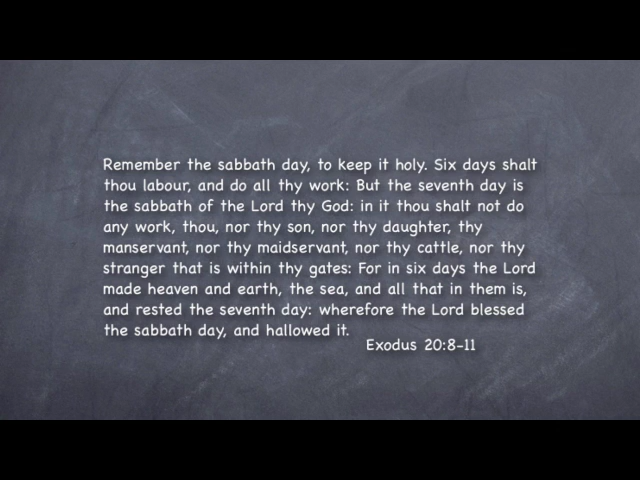 Remember the sabbath day, to keep it holy. Six days shalt
thou labour, and do all thy work: But the seventh day is
the sabbath of the Lord thy God: in it thou shalt not do
any work, thou, nor thy son, nor thy daughter, thy
manservant, nor thy maidservant, nor thy cattle, nor thy
stranger that is within thy gates: For in six days the Lord
made heaven and earth, the sea, and all that in them is,
and rested the seventh day: wherefore the Lord blessed
the sabbath day, and hallowed it.
Exodus 20:8-11